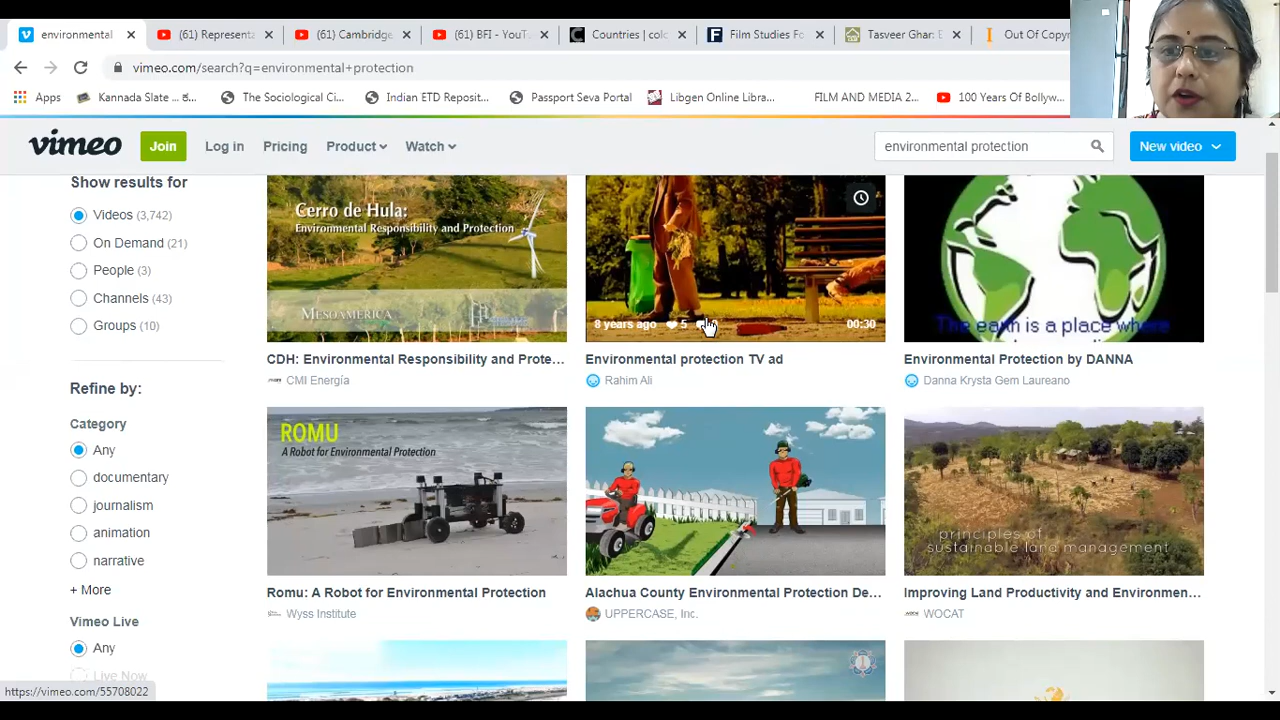 environmental
(61) Representa
(61) Cambridge
(61) BFI - YouT
Countries | col
Film Studies Fo
Tasveer Ghar: E
Out Of Copy
vimeo.com/search?q=environmental+protection
Apps
Kannada Slate - ಕ...
The Sociological Ci...
Indian ETD Reposit...
Passport Seva Portal
Libgen Online Libra...
FILM AND MEDIA 2...
100 Years Of Bollyw...
vimeo
Join
Log in
Pricing
Product
Watch
environmental protection
New video
Show results for
Videos (3,742)
On Demand (21)
People (3)
Channels (43)
Groups (10)
Refine by:
Category
Any
documentary
journalism
animation
narrative
+ More
Vimeo Live
Any
Live Now
https://vimeo.com/55708022
Cerro de Hula:
Environmental Responsibility and Protection
MESOAMERICA
CDH: Environmental Responsibility and Prote...
CMI Energía
8 years ago
5
00:30
Environmental protection TV ad
Rahim Ali
The earth is a place where
Environmental Protection by DANNA
Danna Krysta Gem Laureano
ROMU
A Robot for Environmental Protection
Romu: A Robot for Environmental Protection
Wyss Institute
Alachua County Environmental Protection De...
UPPERCASE, Inc.
principles of
sustainable land management
Improving Land Productivity and Environmen...
WOCAT